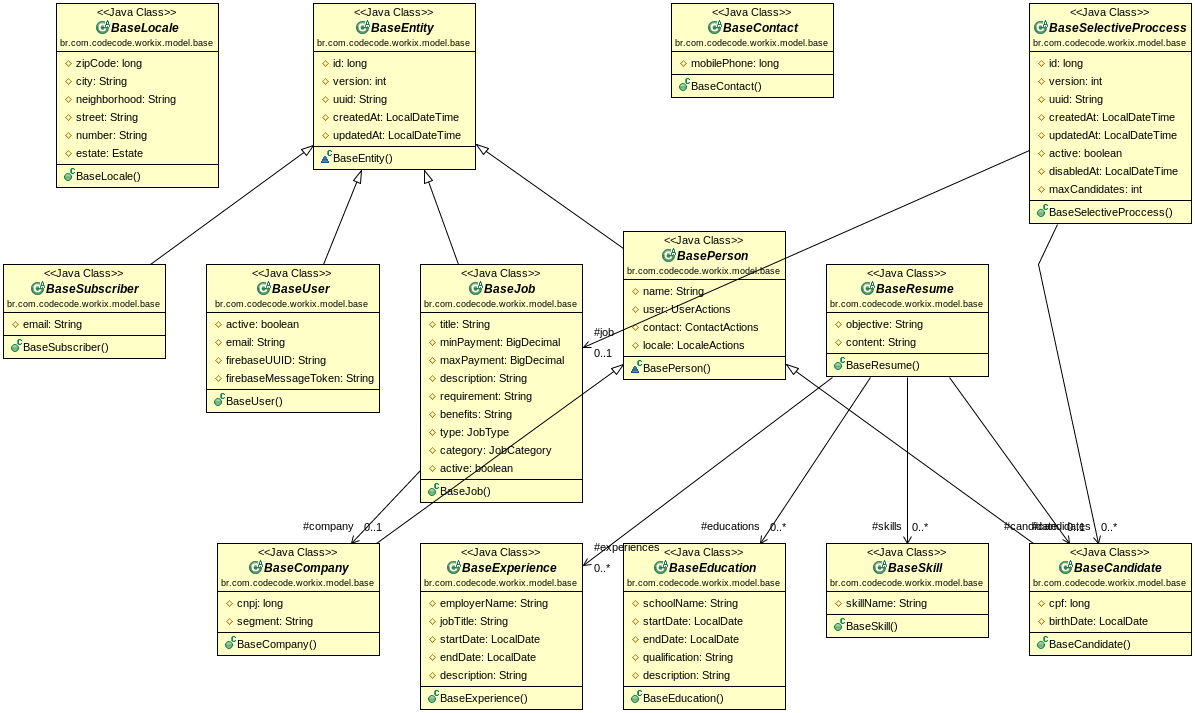 <<Java Class>>
BaseLocale
br.com.codecode.workix.model.base
zipCode: long
city: String
neighborhood: String
street: String
number: String
estate: Estate
BaseLocale()
<<Java Class>>
BaseEntity
br.com.codecode.workix.model.base
id: long
version: int
uuid: String
createdAt: LocalDateTime
updatedAt: LocalDateTime
BaseEntity()
<<Java Class>>
BaseContact
br.com.codecode.workix.model.base
mobilePhone: long
BaseContact()
<<Java Class>>
BaseSelectiveProccess
br.com.codecode.workix.model.base
id: long
version: int
uuid: String
createdAt: LocalDateTime
updatedAt: LocalDateTime
active: boolean
disabledAt: LocalDateTime
maxCandidates: int
BaseSelectiveProccess()
<<Java Class>>
BaseSubscriber
br.com.codecode.workix.model.base
email: String
BaseSubscriber()
<<Java Class>>
BaseUser
br.com.codecode.workix.model.base
active: boolean
email: String
firebaseUUID: String
firebaseMessageToken: String
BaseUser()
<<Java Class>>
BaseJob
br.com.codecode.workix.model.base
title: String
minPayment: BigDecimal
maxPayment: BigDecimal
description: String
requirement: String
benefits: String
type: JobType
category: JobCategory
active: boolean
BaseJob()
#job
0..1
<<Java Class>>
BasePerson
br.com.codecode.workix.model.base
name: String
user: UserActions
contact: ContactActions
locale: LocaleActions
BasePerson()
<<Java Class>>
BaseResume
br.com.codecode.workix.model.base
objective: String
content: String
BaseResume()
#company 0..1
#educations 0..*
#skills 0..*
#candidate 0..1
#candidates 0..*
#experiences
0..*
<<Java Class>>
BaseCompany
br.com.codecode.workix.model.base
cnpj: long
segment: String
BaseCompany()
<<Java Class>>
BaseExperience
br.com.codecode.workix.model.base
employerName: String
jobTitle: String
startDate: LocalDate
endDate: LocalDate
description: String
BaseExperience()
<<Java Class>>
BaseEducation
br.com.codecode.workix.model.base
schoolName: String
startDate: LocalDate
endDate: LocalDate
qualification: String
description: String
BaseEducation()
<<Java Class>>
BaseSkill
br.com.codecode.workix.model.base
skillName: String
BaseSkill()
<<Java Class>>
BaseCandidate
br.com.codecode.workix.model.base
cpf: long
birthDate: LocalDate
BaseCandidate()